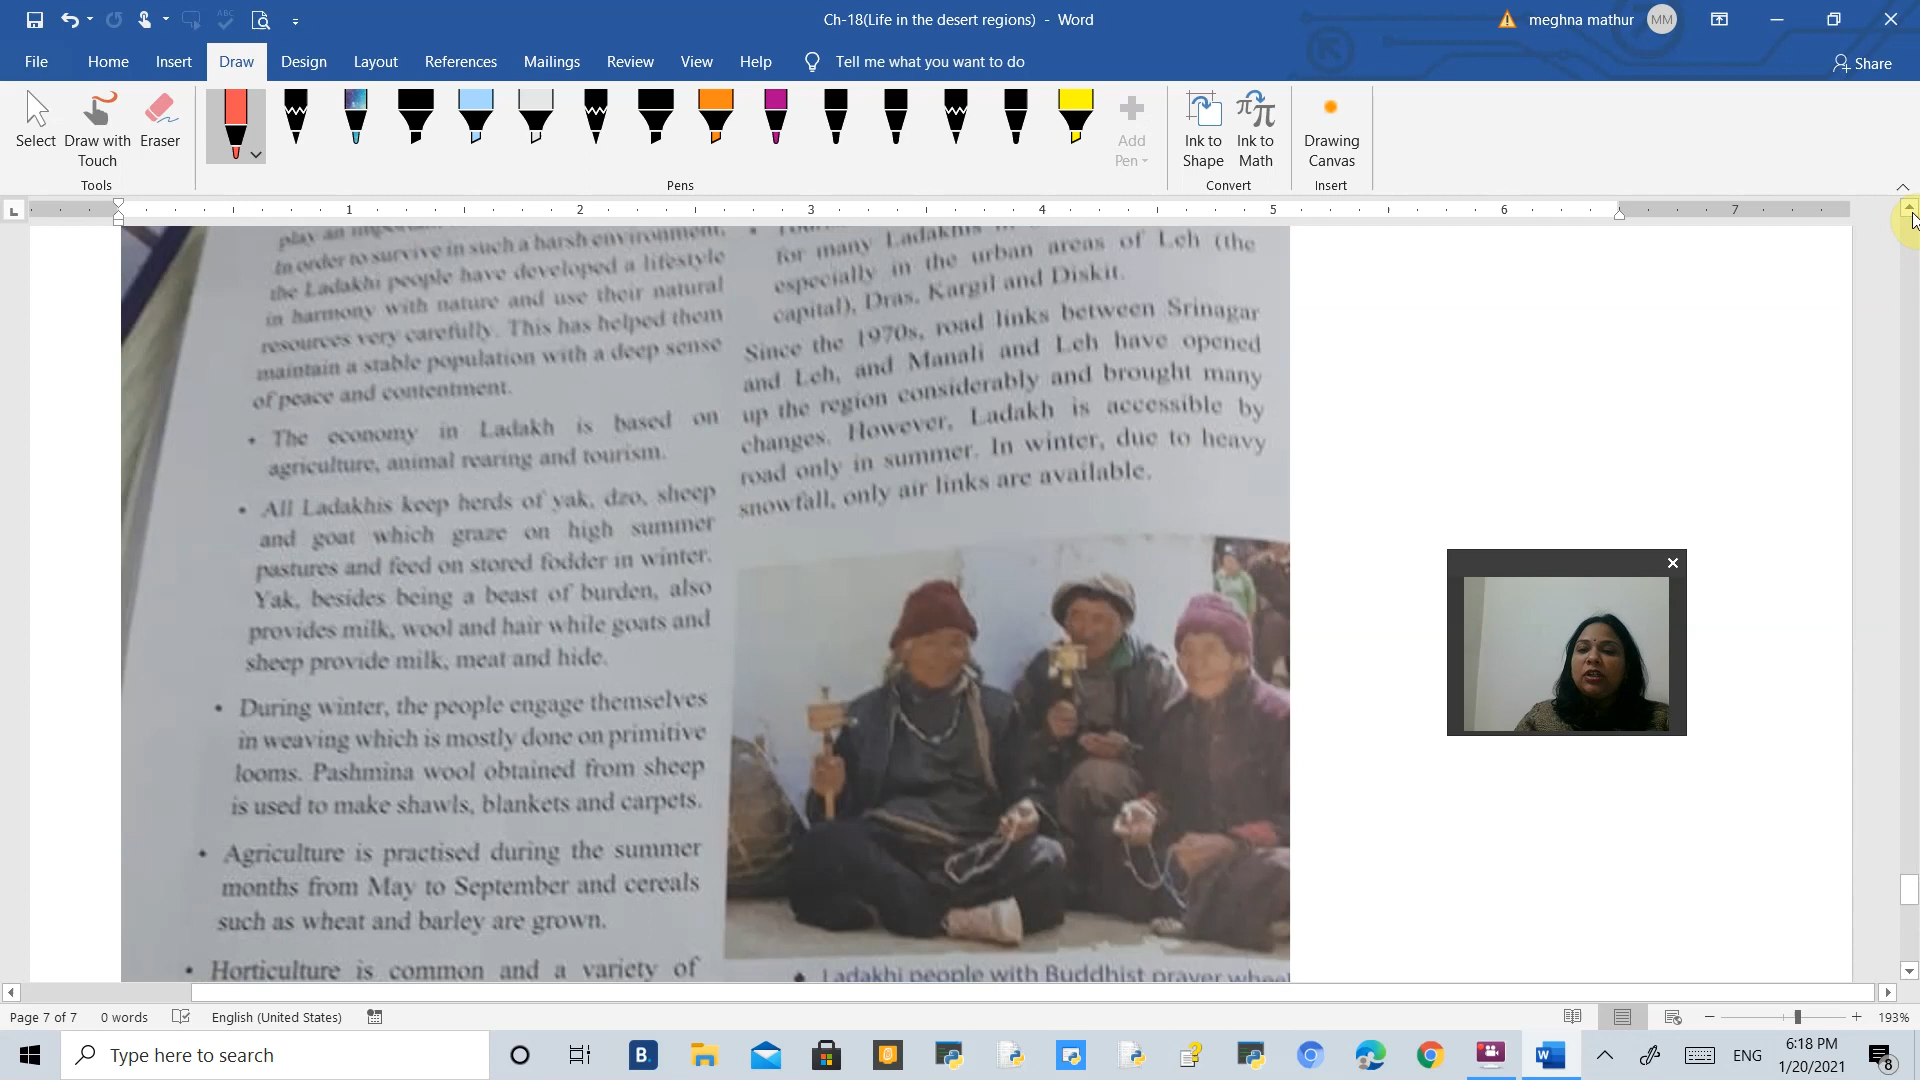 Ch-18(Life in the desert regions) - Word
meghna mathur
MM
File Home Insert Draw Design Layout References Mailings Review View Help Tell me what you want to do
Share
Select
Draw with
Touch
Eraser
Tools
Pens
Add
Pen
Ink to
Shape
Ink to
Math
Convert
Drawing
Canvas
Insert
1 2 3 4 5 6 7
play an
In order to survive in such a harsh environment,
the Ladakhi people have developed a lifestyle
in harmony with nature and use their natural
resources very carefully. This has helped them
maintain a stable population with a deep sense
of peace and contentment.
• The economy in Ladakh is based on
agriculture, animal rearing and tourism.
• All Ladakhis keep herds of yak, dzo, sheep
and goat which graze on high summer
pastures and feed on stored fodder in winter.
Yak, besides being a beast of burden, also
provides milk, wool and hair while goats and
sheep provide milk, meat and hide.
• During winter, the people engage themselves
in weaving which is mostly done on primitive
looms. Pashmina wool obtained from sheep
is used to make shawls, blankets and carpets.
• Agriculture is practised during the summer
months from May to September and cereals
such as wheat and barley are grown.
• Horticulture is common and a variety of
for many Ladakhis
especially in the urban areas of Leh (the
capital), Dras, Kargil and Diskit.
Since the 1970s, road links between Srinagar
and Leh, and Manali and Leh have opened
up the region considerably and brought many
changes. However, Ladakh is accessible by
road only in summer. In winter, due to heavy
snowfall, only air links are available.
Ladakhi people with Buddhist prayer
Page 7 of 7 0 words English (United States)
193%
Type here to search
B.
ENG
6:18 PM
1/20/2021
8